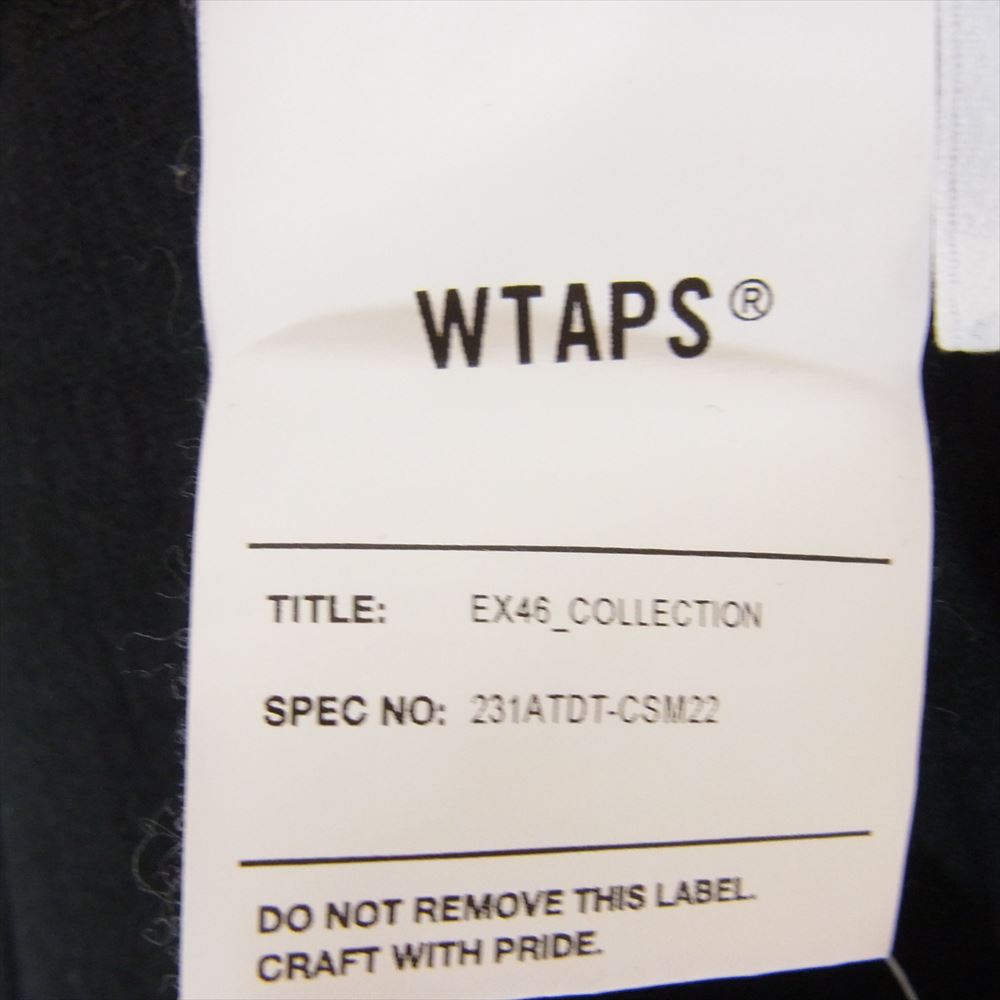 WTAPS®
TITLE: EX46_COLLECTION
SPEC NO: 231ATDT-CSM22
DO NOT REMOVE THIS LABEL.
CRAFT WITH PRIDE.